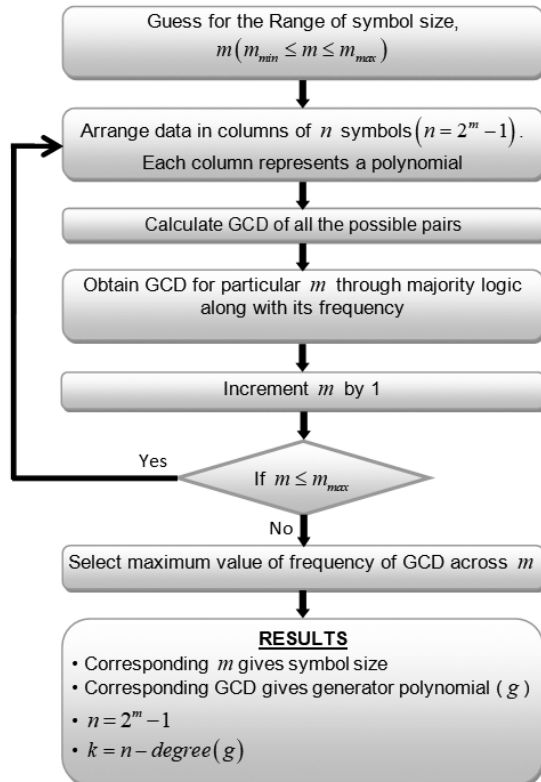 Guess for the Range of symbol size,
m(m_min ≤ m ≤ m_max)
Arrange data in columns of n symbols(n = 2^m − 1).
Each column represents a polynomial
Calculate GCD of all the possible pairs
Obtain GCD for particular m through majority logic
along with its frequency
Increment m by 1
Yes
If m ≤ m_max
No
Select maximum value of frequency of GCD across m
RESULTS
• Corresponding m gives symbol size
• Corresponding GCD gives generator polynomial (g)
• n = 2^m − 1
• k = n − degree(g)